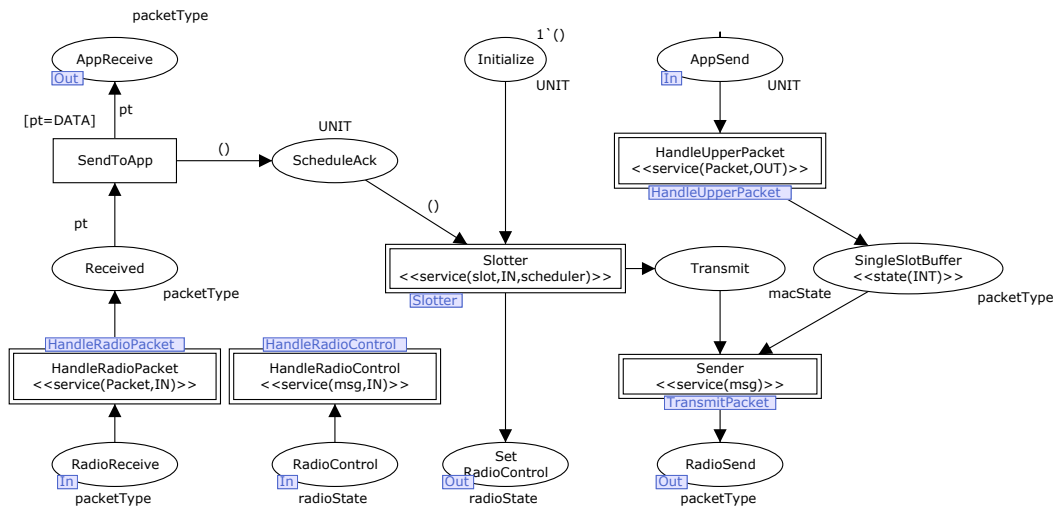 packetType
AppReceive
Out
pt
[pt=DATA]
SendToApp
()
UNIT
ScheduleAck
()
pt
Received
packetType
HandleRadioPacket
HandleRadioPacket
<<service(Packet,IN)>>
RadioReceive
In
packetType
HandleRadioControl
HandleRadioControl
<<service(msg,IN)>>
RadioControl
In
radioState
1`()
Initialize
UNIT
Slotter
<<service(slot,IN,scheduler)>>
Slotter
Set
RadioControl
Out
radioState
AppSend
In
UNIT
HandleUpperPacket
<<service(Packet,OUT)>>
HandleUpperPacket
Transmit
macState
SingleSlotBuffer
<<state(INT)>>
packetType
Sender
<<service(msg)>>
TransmitPacket
RadioSend
Out
packetType